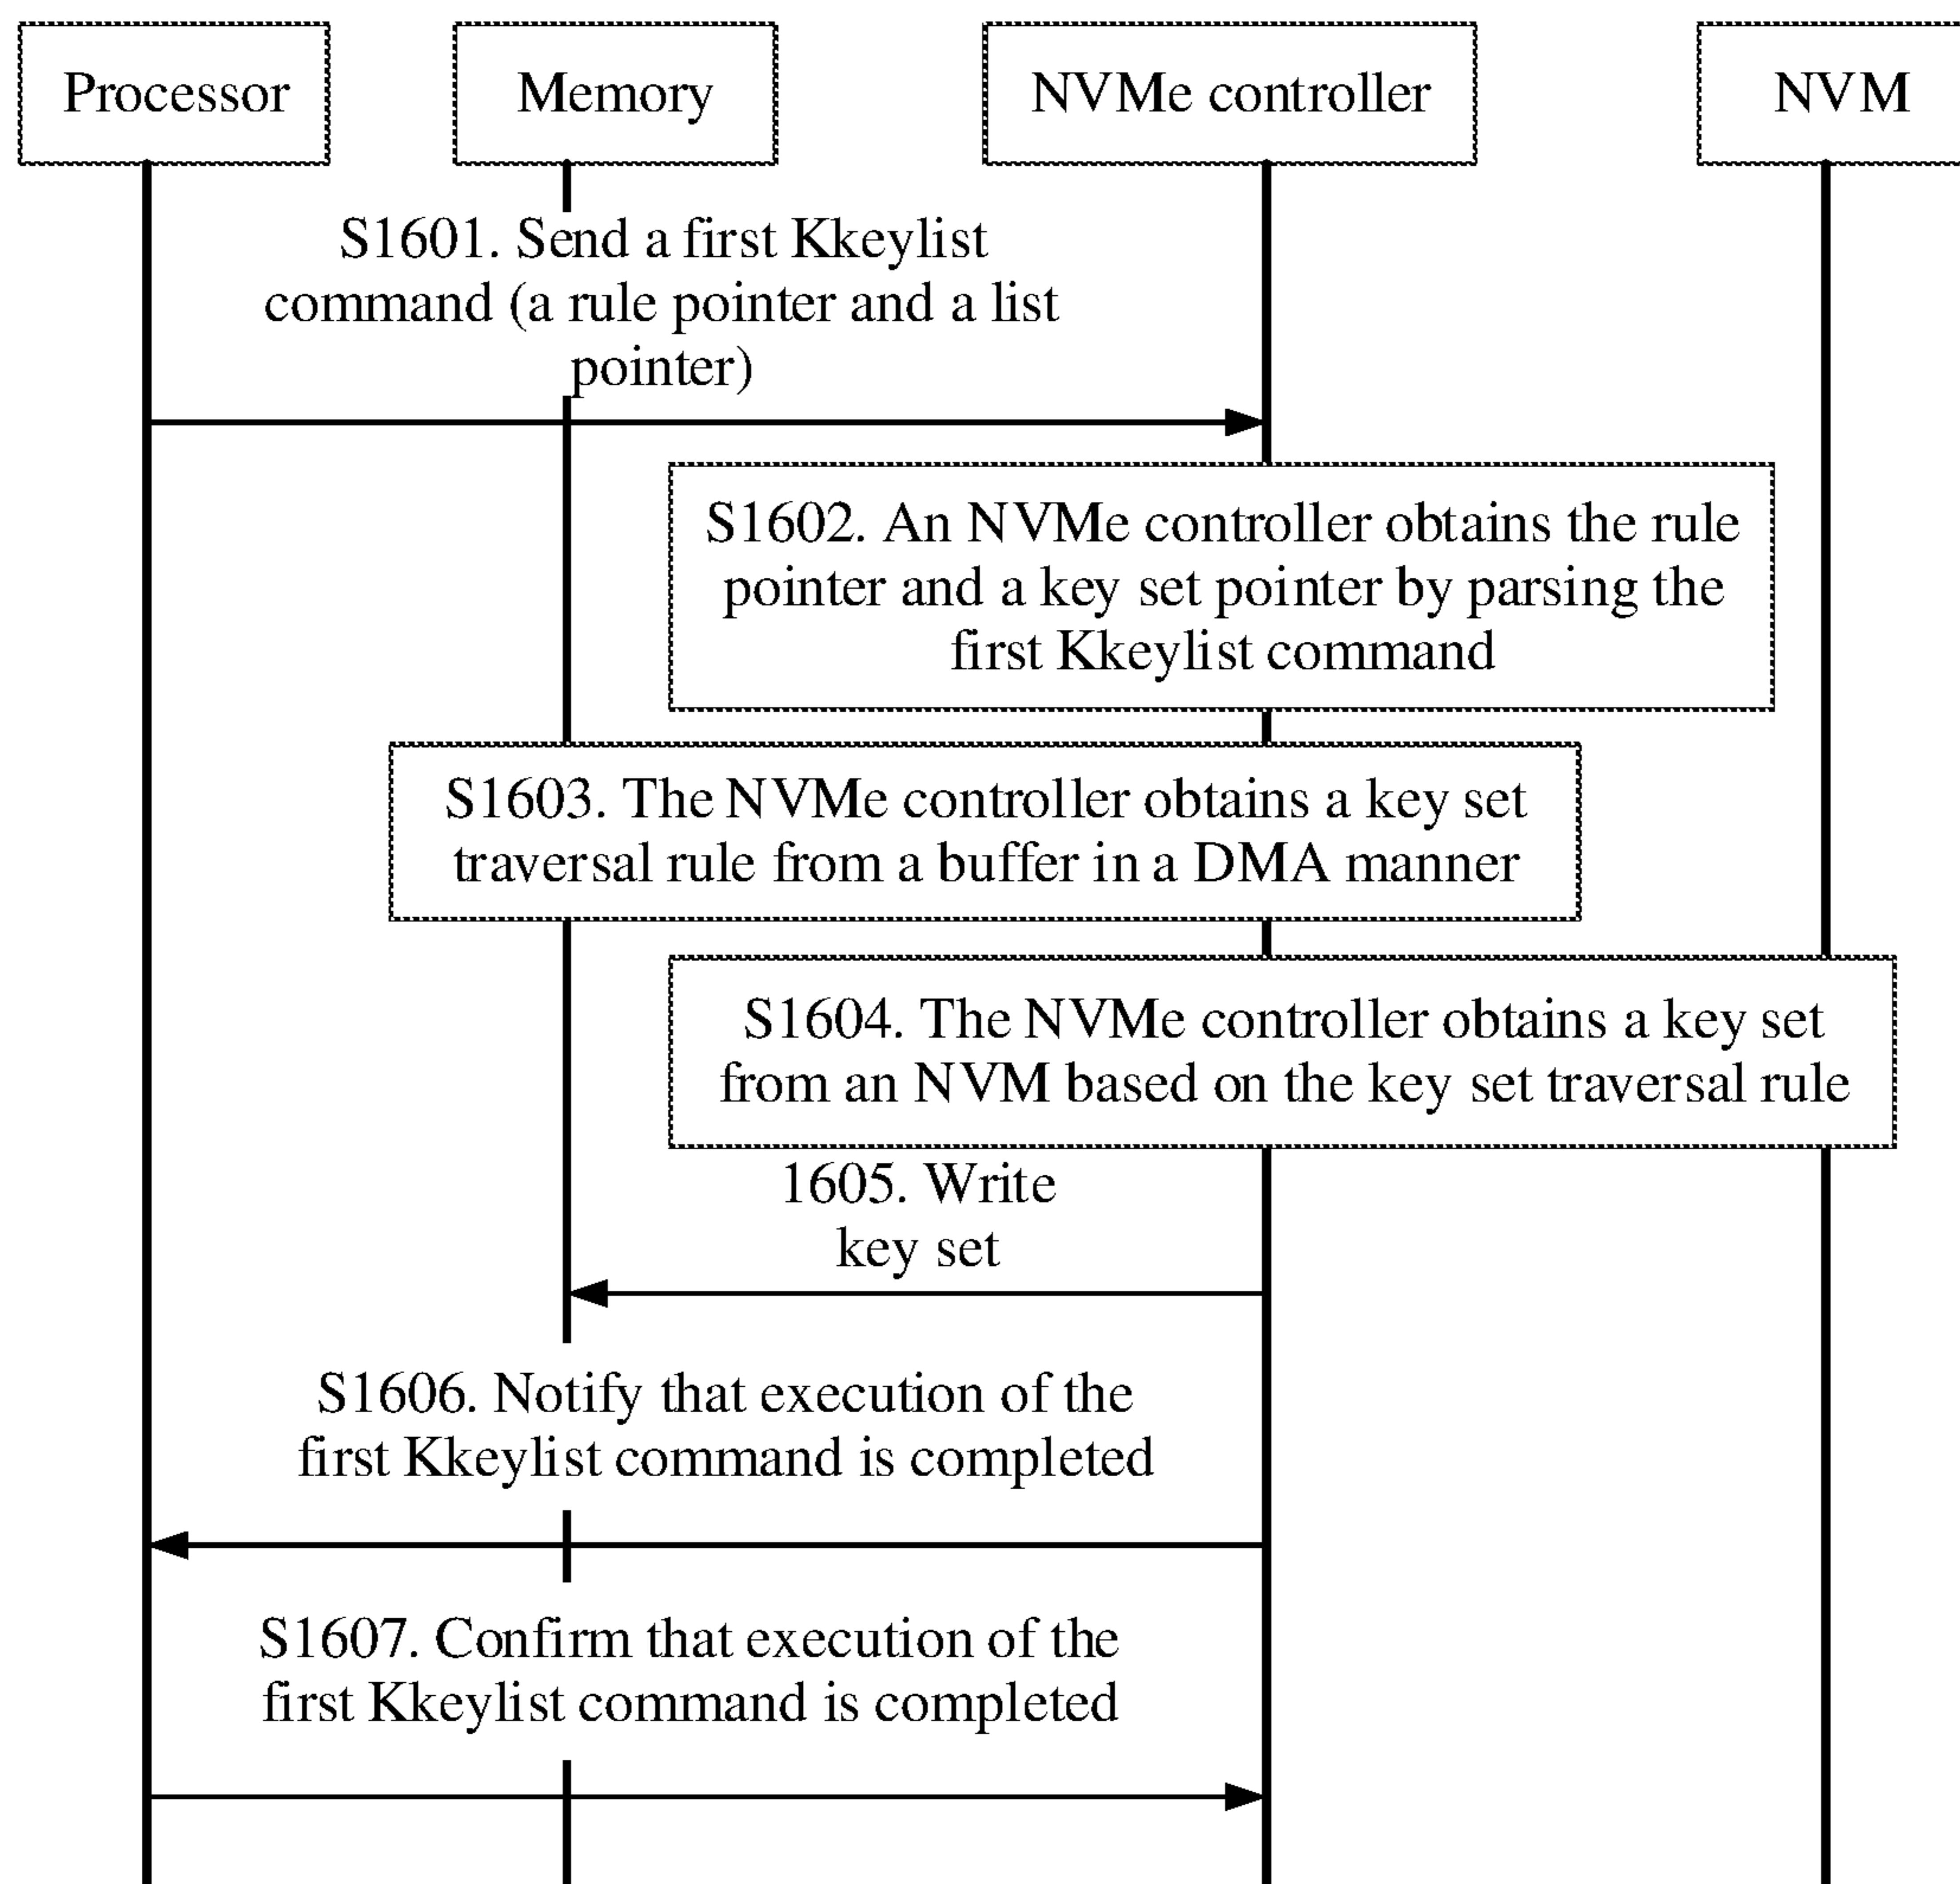 Processor
Memory
NVMe controller
NVM
S1601. Send a first Kkeylist
command (a rule pointer and a list
pointer)
S1602. An NVMe controller obtains the rule
pointer and a key set pointer by parsing the
first Kkeylist command
S1603. The NVMe controller obtains a key set
traversal rule from a buffer in a DMA manner
S1604. The NVMe controller obtains a key set
from an NVM based on the key set traversal rule
1605. Write
key set
S1606. Notify that execution of the
first Kkeylist command is completed
S1607. Confirm that execution of the
first Kkeylist command is completed